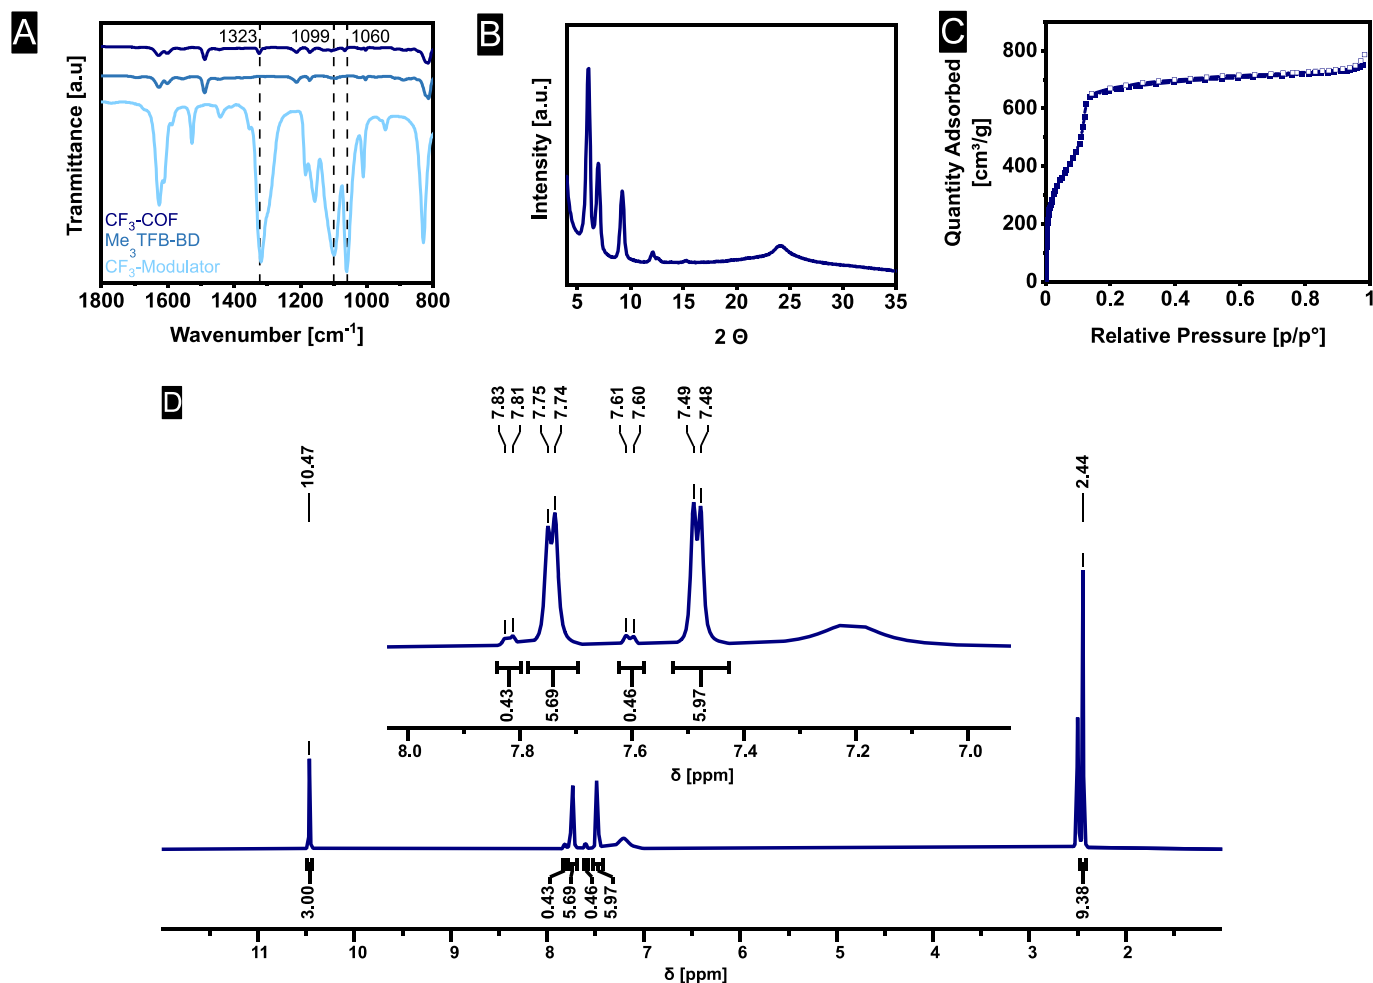 A
1323 1099 1060
Tranmittance [a.u]
CF₃-COF
Me₃TFB-BD
CF₃-Modulator
1800 1600 1400 1200 1000 800
Wavenumber [cm⁻¹]
B
Intensity [a.u.]
5 10 15 20 25 30 35
2 Θ
C
Quantity Adsorbed
[cm³/g]
800
600
400
200
0
0 0.2 0.4 0.6 0.8 1
Relative Pressure [p/p°]
D
7.83 7.81 7.75 7.74 7.61 7.60 7.49 7.48
10.47
2.44
0.43 5.69 0.46 5.97
8.0 7.8 7.6 7.4 7.2 7.0
δ [ppm]
3.00 0.43 5.69 0.46 5.97 9.38
11 10 9 8 7 6 5 4 3 2
δ [ppm]